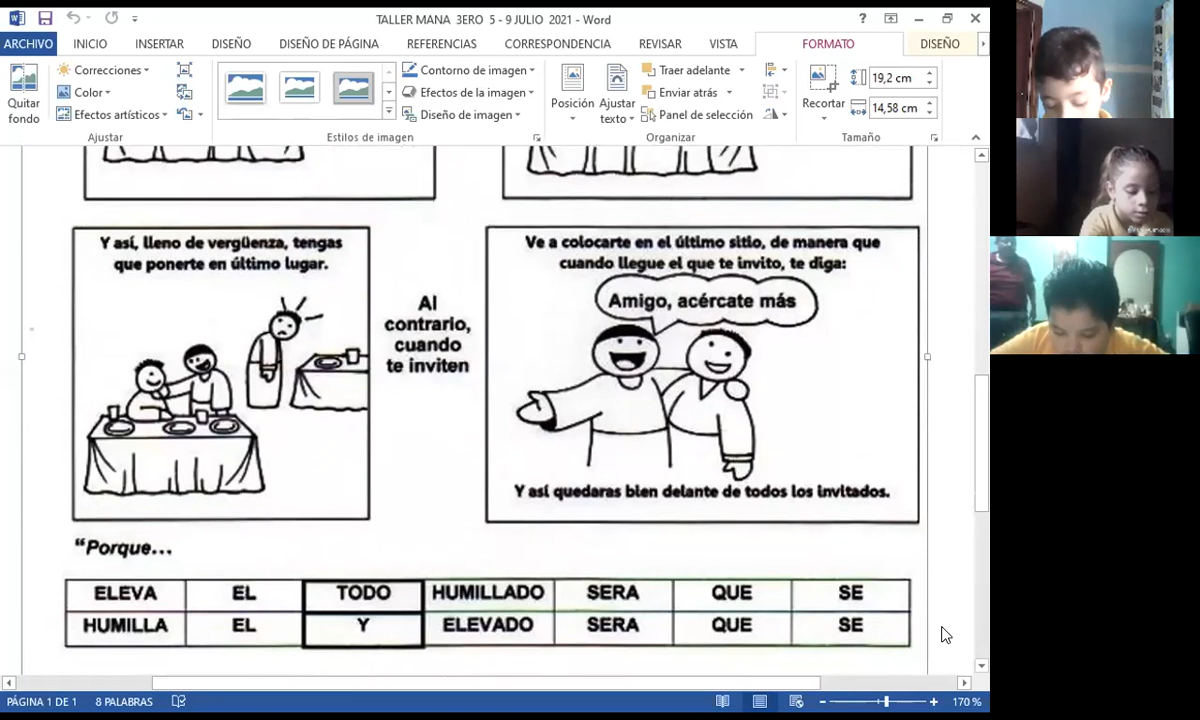 TALLER MANA 3ERO 5 - 9 JULIO 2021 - Word
ARCHIVO INICIO INSERTAR DISEÑO DISEÑO DE PÁGINA REFERENCIAS CORRESPONDENCIA REVISAR VISTA FORMATO DISEÑO
Quitar fondo
Correcciones
Color
Efectos artísticos
Ajustar
Estilos de imagen
Contorno de imagen
Efectos de la imagen
Diseño de imagen
Posición
Ajustar texto
Traer adelante
Enviar atrás
Panel de selección
Organizar
Recortar
19,2 cm
14,58 cm
Tamaño
Y así, lleno de vergüenza, tengas
que ponerte en último lugar.
Al
contrario,
cuando
te inviten
Ve a colocarte en el último sitio, de manera que
cuando llegue el que te invito, te diga:
Amigo, acércate más
Y así quedaras bien delante de todos los invitados.
“Porque...
ELEVA EL TODO HUMILLADO SERA QUE SE
HUMILLA EL Y ELEVADO SERA QUE SE
PÁGINA 1 DE 1 8 PALABRAS 170 %